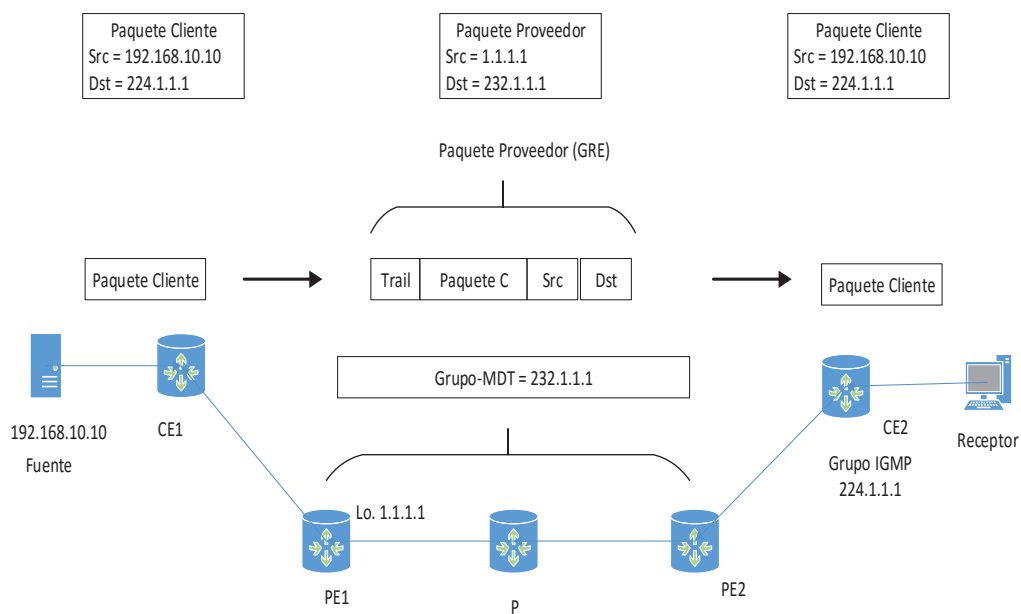 Paquete Cliente
Src = 192.168.10.10
Dst = 224.1.1.1
Paquete Proveedor
Src = 1.1.1.1
Dst = 232.1.1.1
Paquete Cliente
Src = 192.168.10.10
Dst = 224.1.1.1
Paquete Proveedor (GRE)
Paquete Cliente
Trail
Paquete C
Src
Dst
Paquete Cliente
Grupo-MDT = 232.1.1.1
192.168.10.10
Fuente
CE1
CE2
Grupo IGMP
224.1.1.1
Receptor
Lo. 1.1.1.1
PE1
P
PE2